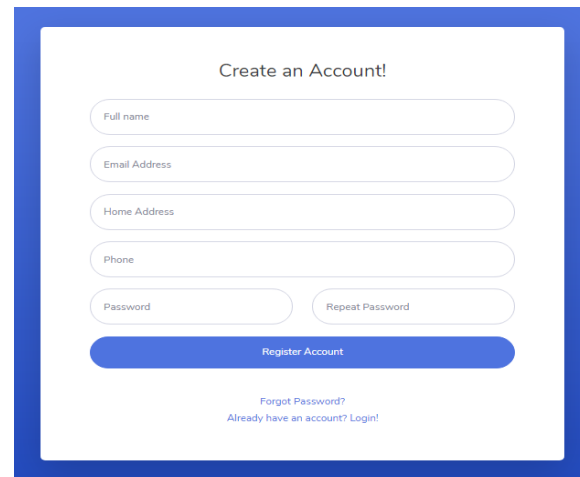 Create an Account!
Full name
Email Address
Home Address
Phone
Password Repeat Password
Register Account
Forgot Password?
Already have an account? Login!